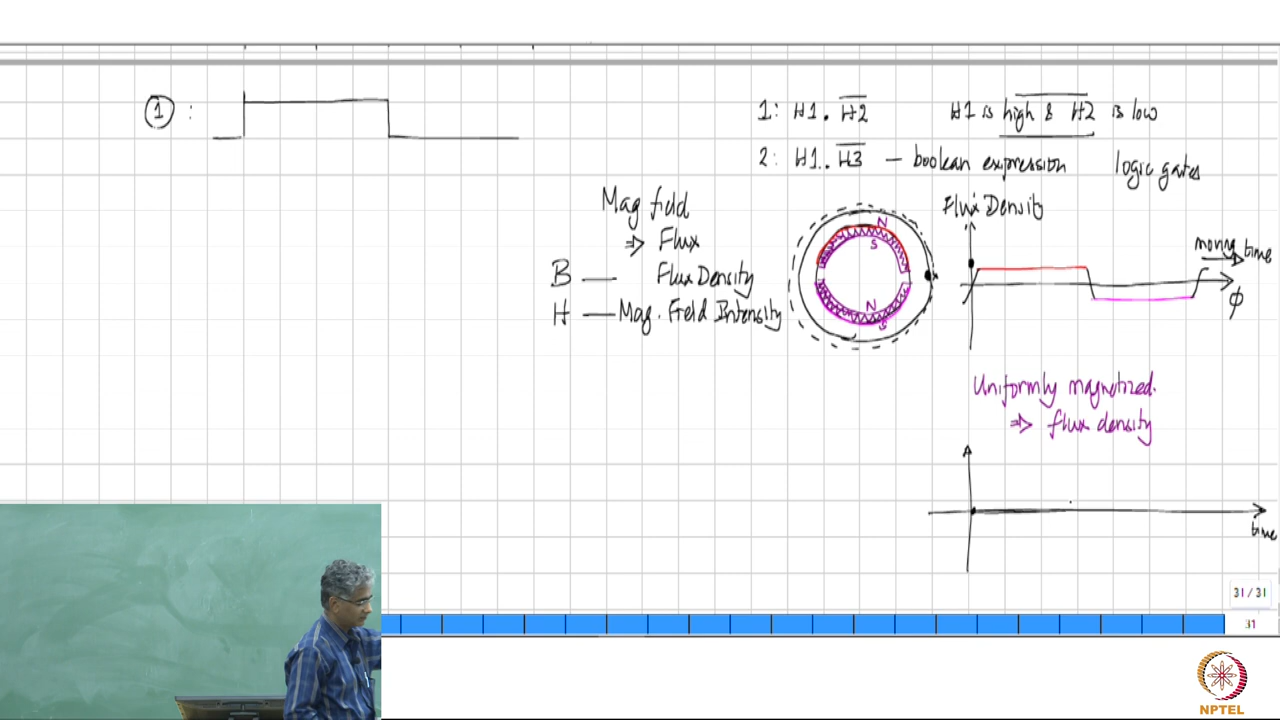 1 :
1: H1. H2 H1 is high & H2 is low
2: H1.. H3 – boolean expression logic gates
Mag field
⇒ Flux
B — Flux Density
H — Mag. Field Intensity
N
S
N
S
Flux Density
moving time
ϕ
Uniformly magnetized.
⇒ flux density
time
31 / 31
31
NPTEL